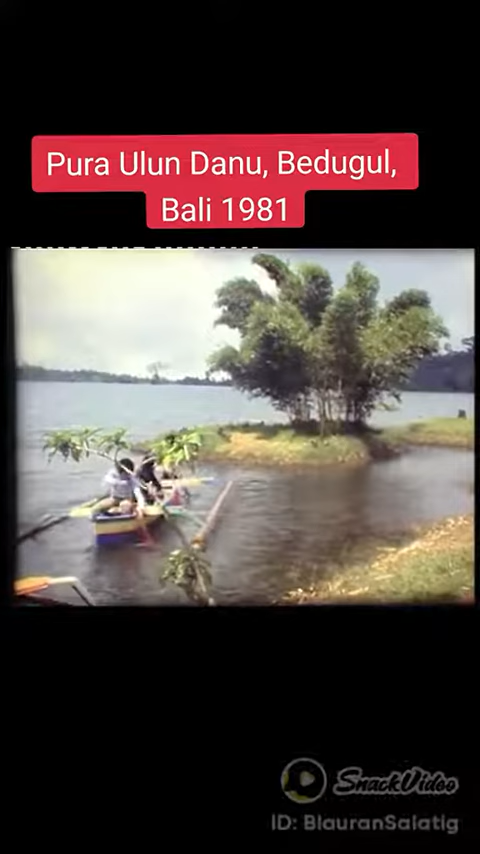 Pura Ulun Danu, Bedugul,
Bali 1981
SnackVideo
ID: BlauranSalatig